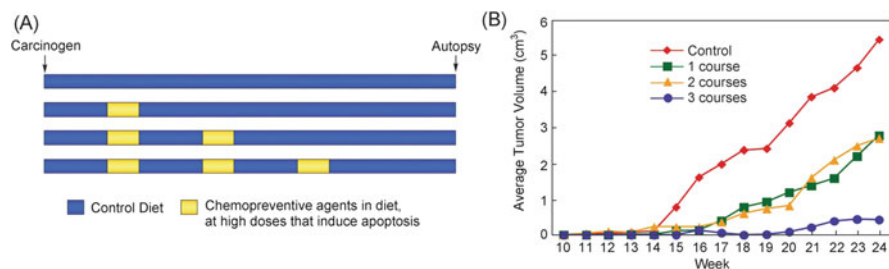 (A)
Carcinogen
Autopsy
Control Diet
Chemopreventive agents in diet,
at high doses that induce apoptosis
(B)
Average Tumor Volume (cm³)
6
5
4
3
2
1
0
Control
1 course
2 courses
3 courses
10 11 12 13 14 15 16 17 18 19 20 21 22 23 24
Week